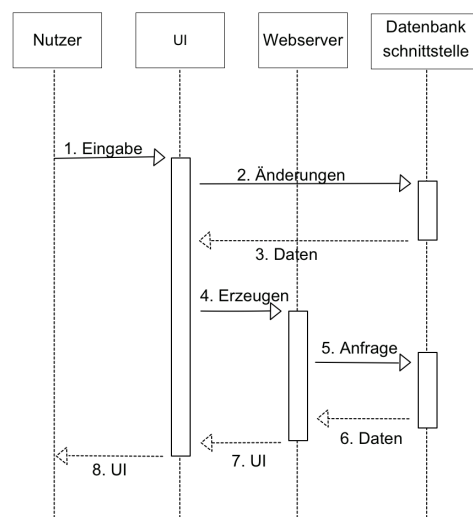 Nutzer
UI
Webserver
Datenbank
schnittstelle
1. Eingabe
2. Änderungen
3. Daten
4. Erzeugen
5. Anfrage
6. Daten
7. UI
8. UI